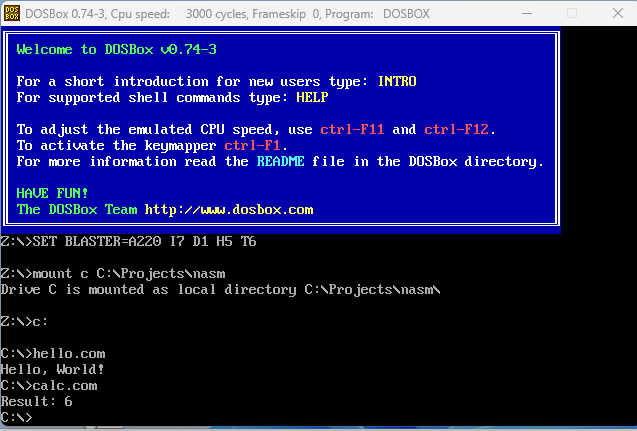 DOS
BOX
DOSBox 0.74-3, Cpu speed: 3000 cycles, Frameskip 0, Program: DOSBOX
Welcome to DOSBox v0.74-3
For a short introduction for new users type: INTRO
For supported shell commands type: HELP
To adjust the emulated CPU speed, use ctrl-F11 and ctrl-F12.
To activate the keymapper ctrl-F1.
For more information read the README file in the DOSBox directory.
HAVE FUN!
The DOSBox Team http://www.dosbox.com
Z:\>SET BLASTER=A220 I7 D1 H5 T6
Z:\>mount c C:\Projects\nasm
Drive C is mounted as local directory C:\Projects\nasm\
Z:\>c:
C:\>hello.com
Hello, World!
C:\>calc.com
Result: 6
C:\>